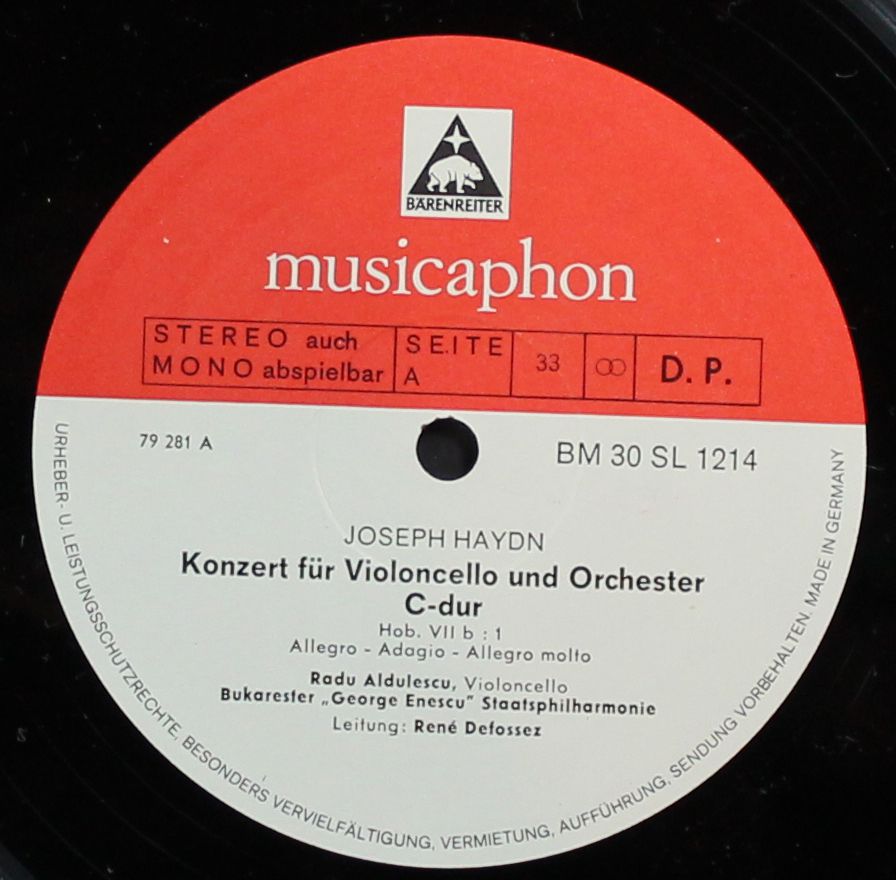 BÄRENREITER
musicaphon
STEREO auch
MONO abspielbar
SEITE
A
33
D. P.
79 281 A
BM 30 SL 1214
JOSEPH HAYDN
Konzert für Violoncello und Orchester
C-dur
Hob. VII b : 1
Allegro - Adagio - Allegro molto
Radu Aldulescu, Violoncello
Bukarester „George Enescu" Staatsphilharmonie
Leitung: René Defossez
URHEBER- U. LEISTUNGSSCHUTZRECHTE, BESONDERS VERVIELFÄLTIGUNG, VERMIETUNG, AUFFÜHRUNG, SENDUNG VORBEHALTEN. MADE IN GERMANY